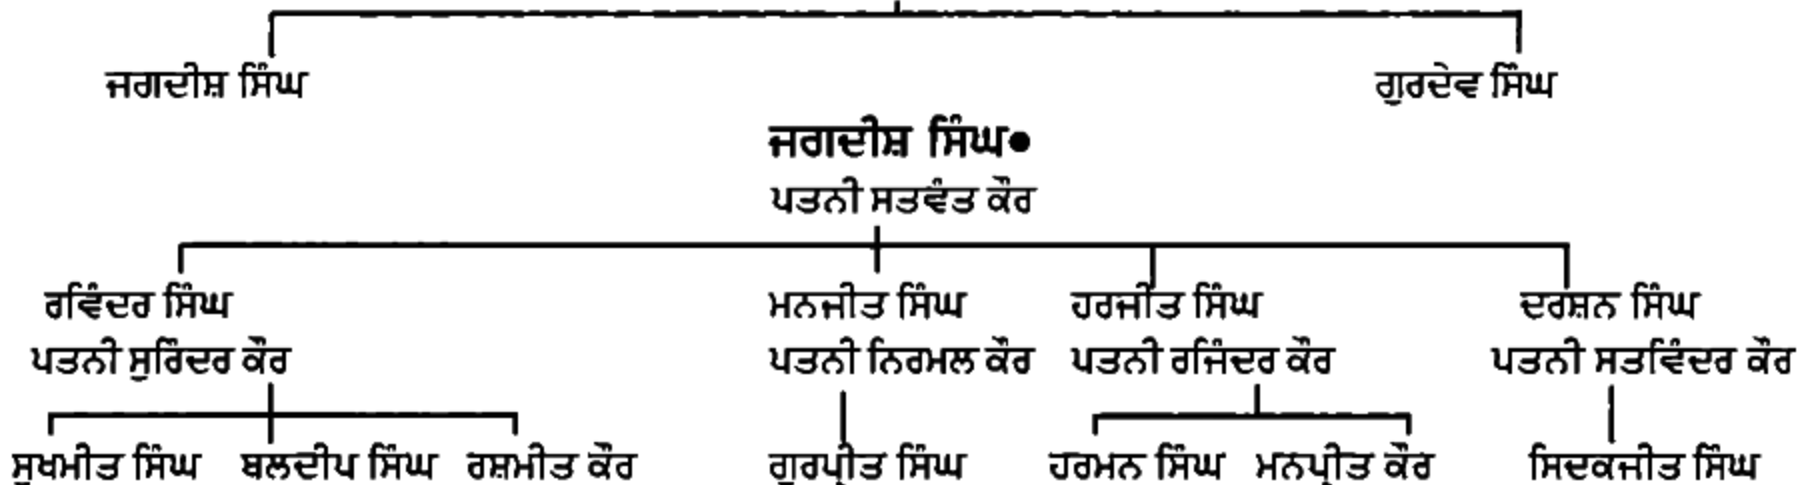 ਜਗਦੀਸ਼ ਸਿੰਘ ਗੁਰਦੇਵ ਸਿੰਘ
ਜਗਦੀਸ਼ ਸਿੰਘ●
ਪਤਨੀ ਸਤਵੰਤ ਕੌਰ
ਰਵਿੰਦਰ ਸਿੰਘ ਮਨਜੀਤ ਸਿੰਘ ਹਰਜੀਤ ਸਿੰਘ ਦਰਸ਼ਨ ਸਿੰਘ
ਪਤਨੀ ਸੁਰਿੰਦਰ ਕੌਰ ਪਤਨੀ ਨਿਰਮਲ ਕੌਰ ਪਤਨੀ ਰਜਿੰਦਰ ਕੌਰ ਪਤਨੀ ਸਤਵਿੰਦਰ ਕੌਰ
ਸੁਖਮੀਤ ਸਿੰਘ ਬਲਦੀਪ ਸਿੰਘ ਰਸ਼ਮੀਤ ਕੌਰ ਗੁਰਪ੍ਰੀਤ ਸਿੰਘ ਹਰਮਨ ਸਿੰਘ ਮਨਪ੍ਰੀਤ ਕੌਰ ਸਿਦਕਜੀਤ ਸਿੰਘ